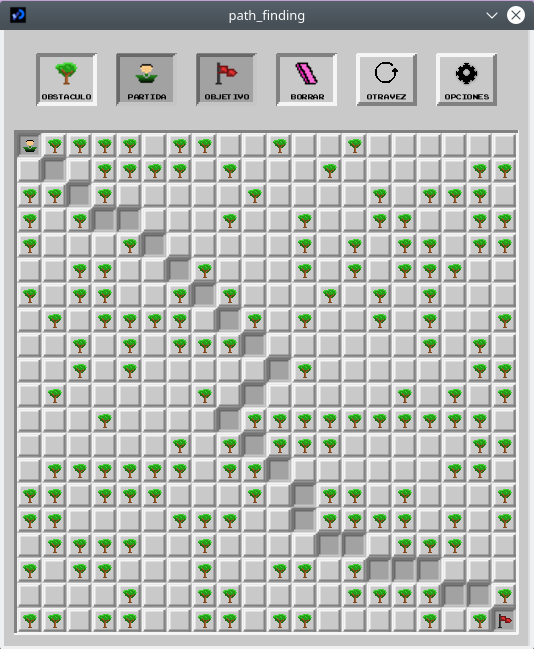 path_finding
OBSTACULO
PARTIDA
OBJETIVO
BORRAR
OTRAVEZ
OPCIONES